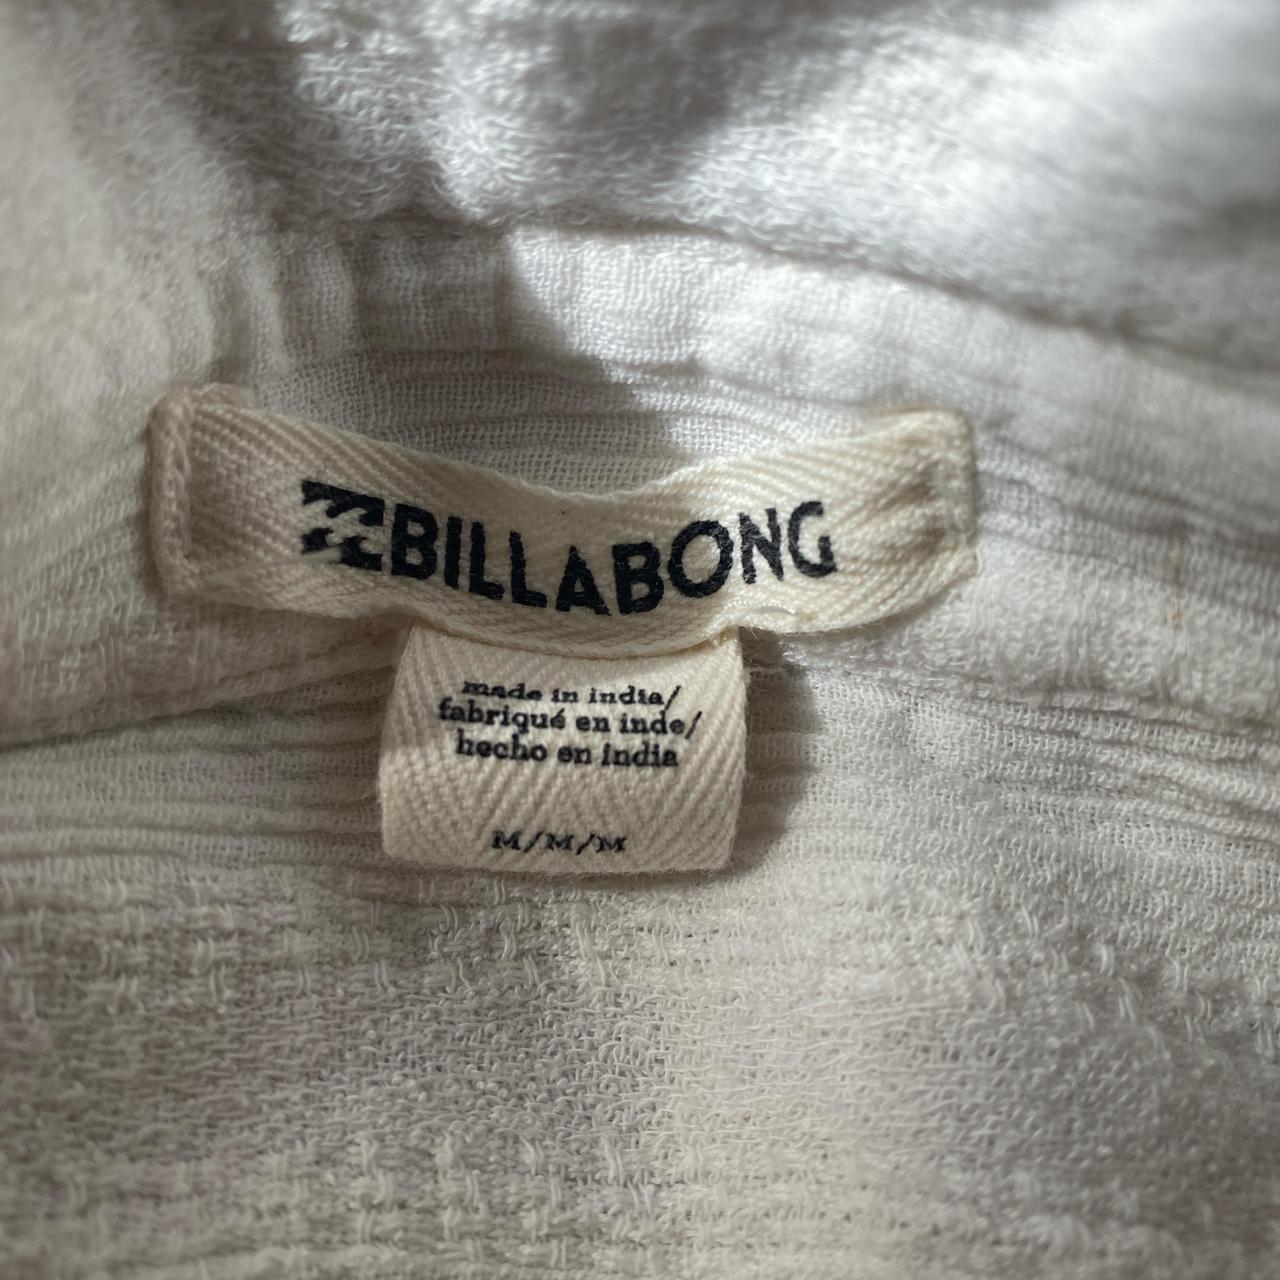 BILLABONG
made in india/
fabriqué en inde/
hecho en india
M/M/M